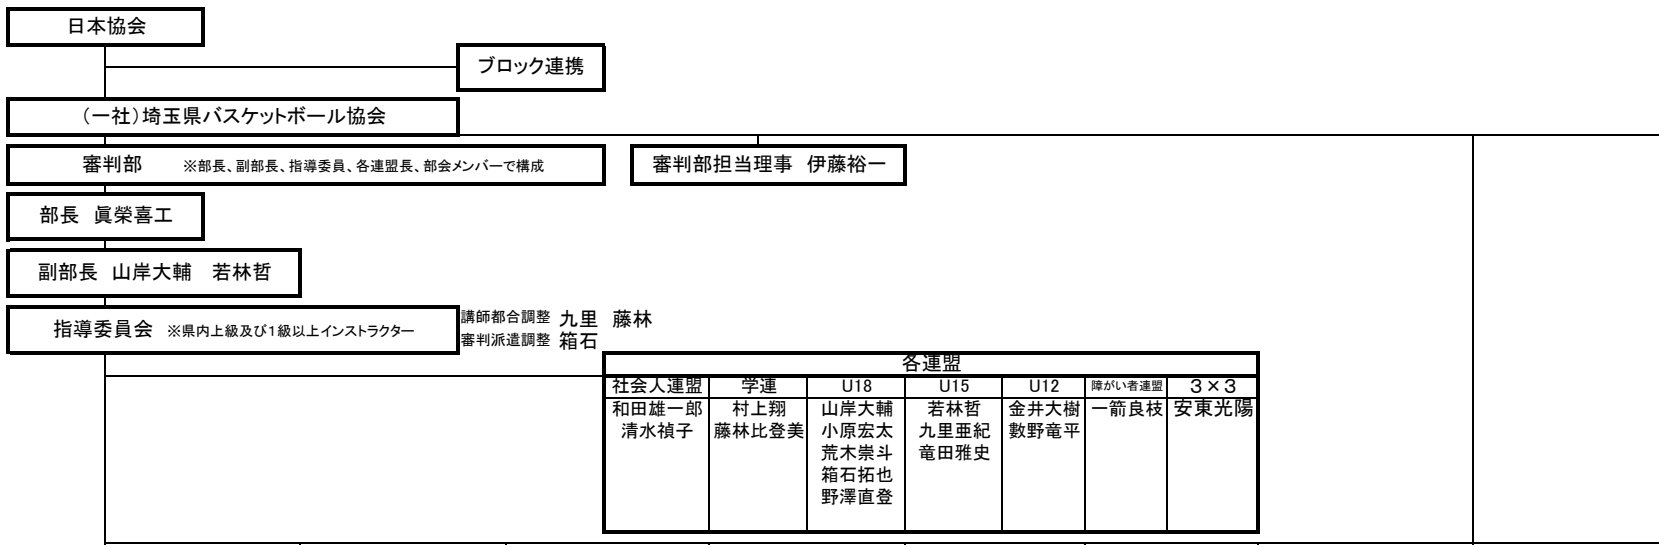 日本協会
ブロック連携
（一社）埼玉県バスケットボール協会
審判部　※部長、副部長、指導委員、各連盟長、部会メンバーで構成
審判部担当理事　伊藤裕一
部長　眞榮喜工
副部長　山岸大輔　若林哲
指導委員会　※県内上級及び１級以上インストラクター
講師都合調整　九里　藤林
審判派遣調整　箱石
各連盟
社会人連盟　学連　U18　U15　U12　障がい者連盟　３×３
和田雄一郎　村上翔　山岸大輔　若林哲　金井大樹　一箭良枝　安東光陽
清水禎子　藤林比登美　小原宏太　九里亜紀　數野竜平
荒木崇斗　竜田雅史
箱石拓也
野澤直登